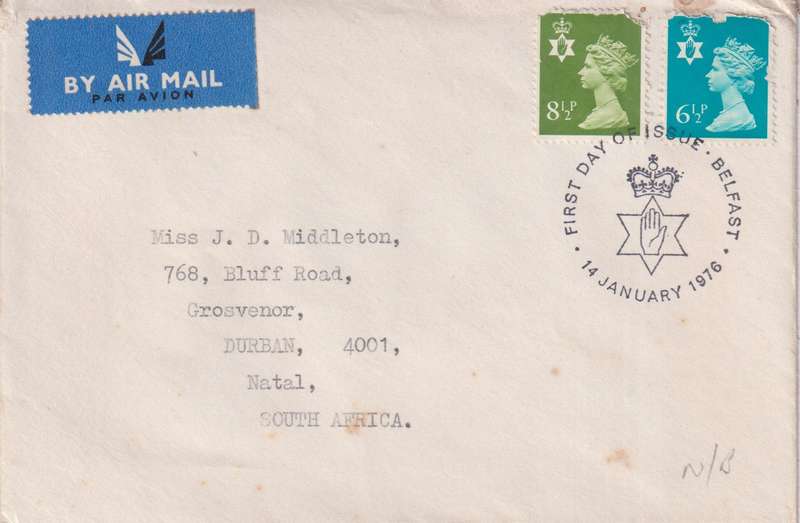 BY AIR MAIL
PAR AVION
8½P
6½P
FIRST DAY OF ISSUE · BELFAST ·
14 JANUARY 1976
Miss J. D. Middleton,
768, Bluff Road,
Grosvenor,
DURBAN, 4001,
Natal,
SOUTH AFRICA.
N/B